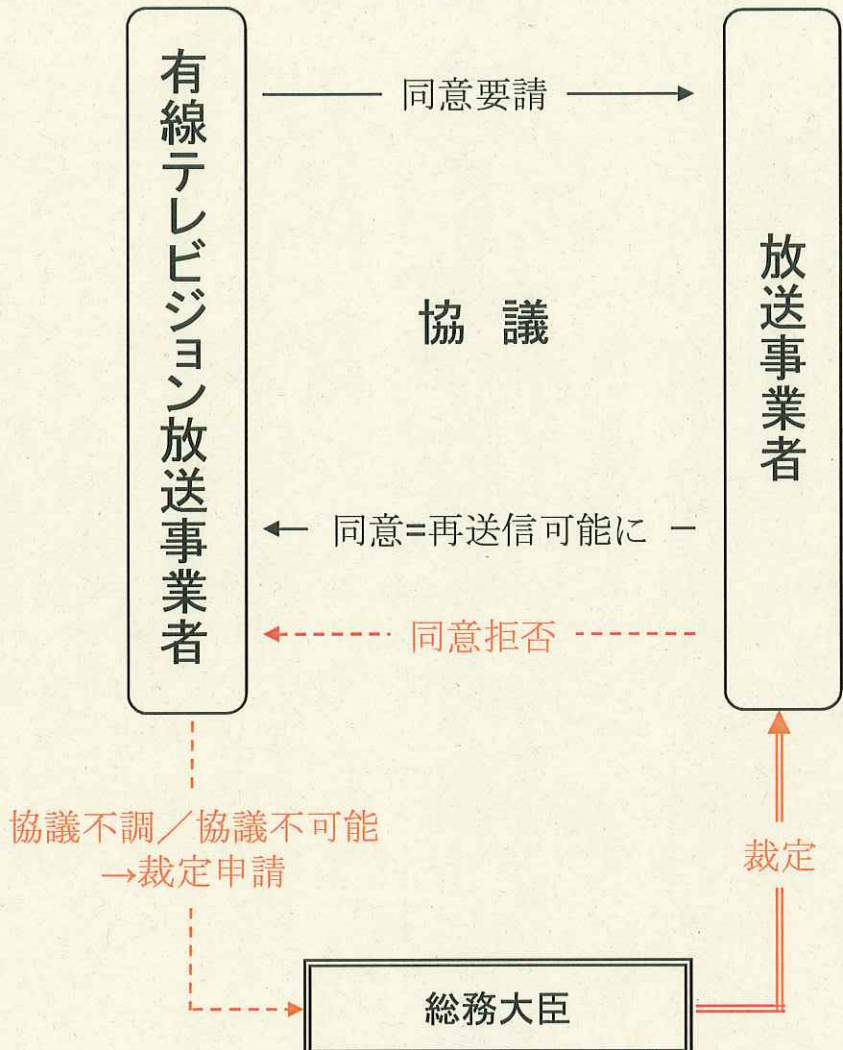 有線テレビジョン放送事業者
同意要請
放送事業者
協 議
同意=再送信可能に
同意拒否
協議不調／協議不可能
→裁定申請
裁定
総務大臣